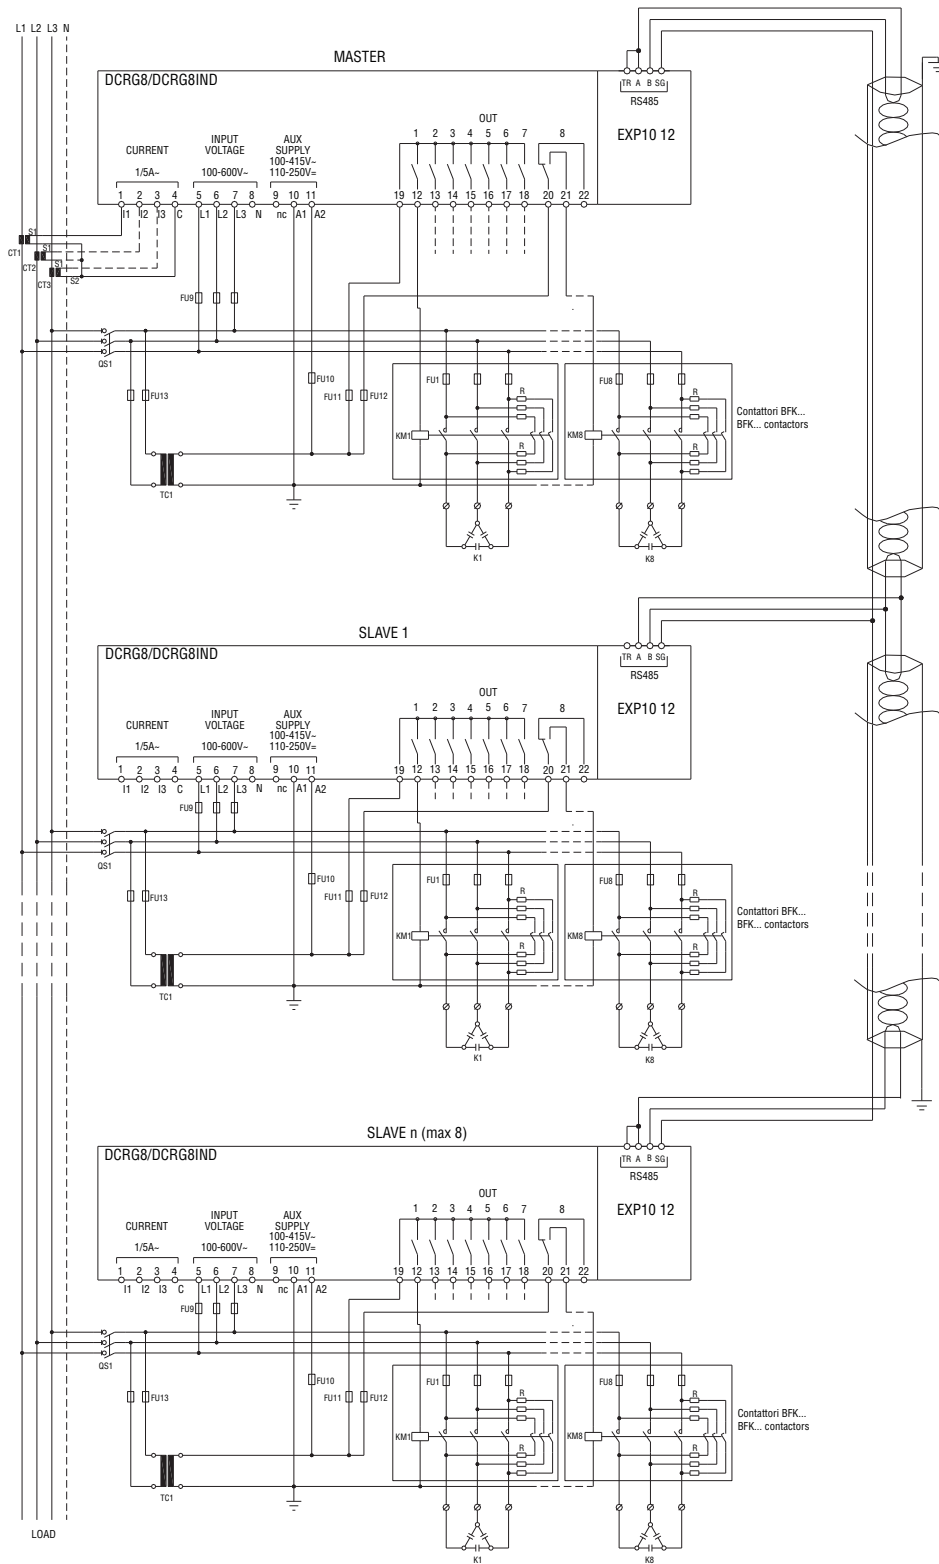 L1 L2 L3 N
MASTER
DCRG8/DCRG8IND
TR A B SG
RS485
EXP10 12
OUT
1 2 3 4 5 6 7 8
CURRENT
1/5A~
INPUT
VOLTAGE
100-600V~
AUX
SUPPLY
100-415V~
110-250V=
1 2 3 4 5 6 7 8 9 10 11 19 12 13 14 15 16 17 18 20 21 22
I1 I2 I3 C L1 L2 L3 N nc A1 A2
S1
CT1
S1
CT2
S1
CT3
S2
FU9
QS1
FU13
FU10
FU11 FU12
FU1
FU8
R
R
KM1
KM8
R
R
Contattori BFK...
BFK... contactors
TC1
K1
K8
SLAVE 1
DCRG8/DCRG8IND
TR A B SG
RS485
EXP10 12
OUT
1 2 3 4 5 6 7 8
CURRENT
1/5A~
INPUT
VOLTAGE
100-600V~
AUX
SUPPLY
100-415V~
110-250V=
1 2 3 4 5 6 7 8 9 10 11 19 12 13 14 15 16 17 18 20 21 22
I1 I2 I3 C L1 L2 L3 N nc A1 A2
FU9
QS1
FU13
FU10
FU11 FU12
FU1
FU8
R
R
KM1
KM8
R
R
Contattori BFK...
BFK... contactors
TC1
K1
K8
SLAVE n (max 8)
DCRG8/DCRG8IND
TR A B SG
RS485
EXP10 12
OUT
1 2 3 4 5 6 7 8
CURRENT
1/5A~
INPUT
VOLTAGE
100-600V~
AUX
SUPPLY
100-415V~
110-250V=
1 2 3 4 5 6 7 8 9 10 11 19 12 13 14 15 16 17 18 20 21 22
I1 I2 I3 C L1 L2 L3 N nc A1 A2
FU9
QS1
FU13
FU10
FU11 FU12
FU1
FU8
R
R
KM1
KM8
R
R
Contattori BFK...
BFK... contactors
TC1
LOAD
K1
K8